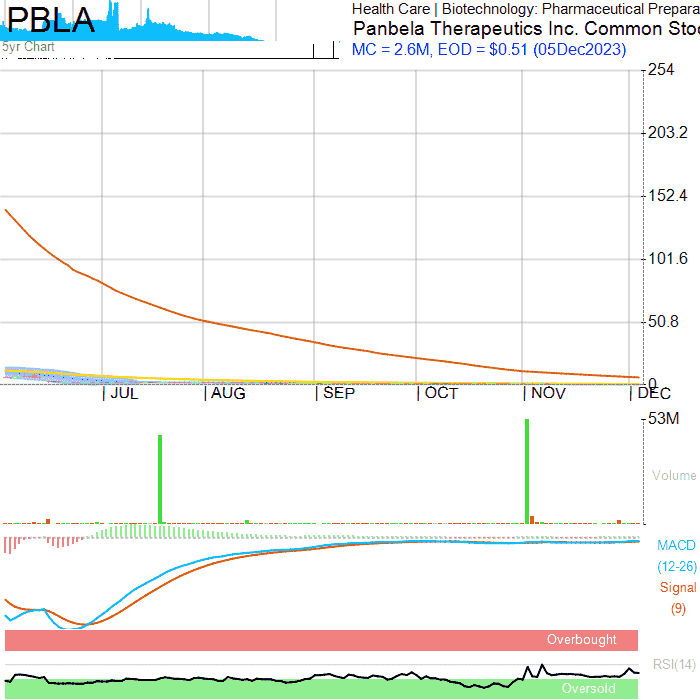 PBLA
5yr Chart
Health Care | Biotechnology: Pharmaceutical Prepara
Panbela Therapeutics Inc. Common Stoc
MC = 2.6M, EOD = $0.51 (05Dec2023)
254
203.2
152.4
101.6
50.8
0
JUL AUG SEP OCT NOV DEC
53M
Volume
MACD
(12-26)
Signal
(9)
Overbought
RSI(14)
Oversold